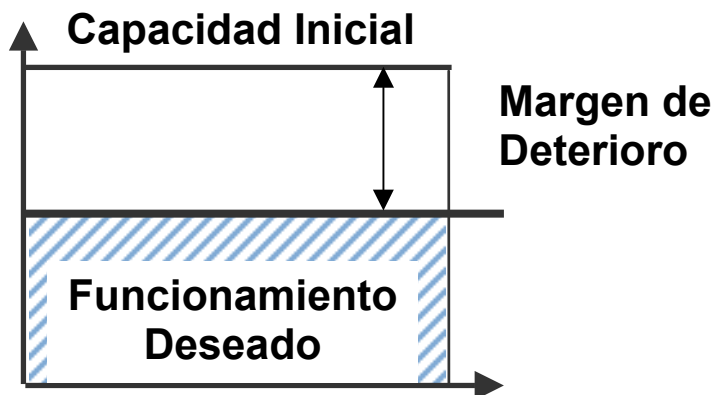 Capacidad Inicial
Margen de
Deterioro
Funcionamiento
Deseado